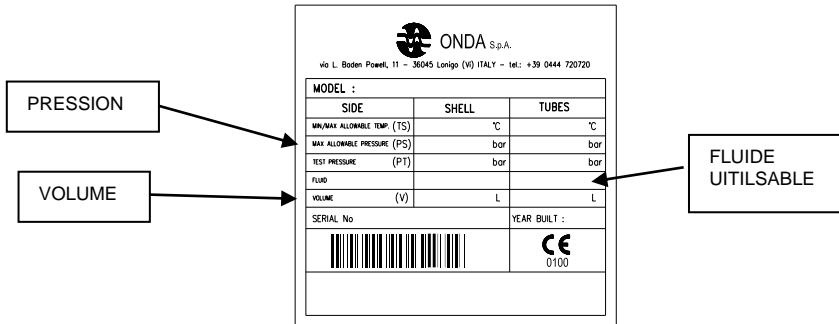 ONDA S.p.A.
via L. Baden Powell, 11 – 36045 Lonigo (Vi) ITALY – tel.: +39 0444 720720
MODEL :
SIDE SHELL TUBES
MIN/MAX ALLOWABLE TEMP. (TS) °C °C
MAX ALLOWABLE PRESSURE (PS) bar bar
TEST PRESSURE (PT) bar bar
FLUID
VOLUME (V) L L
SERIAL No YEAR BUILT :
CE
0100
PRESSION
VOLUME
FLUIDE
UITILSABLE